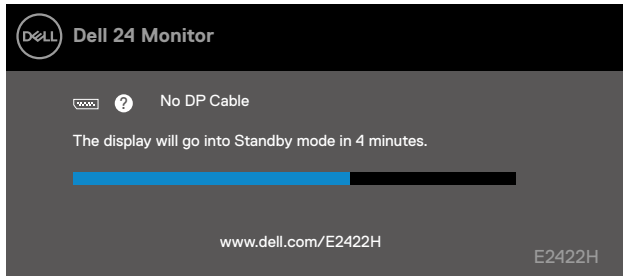 DELL Dell 24 Monitor
? No DP Cable
The display will go into Standby mode in 4 minutes.
www.dell.com/E2422H
E2422H